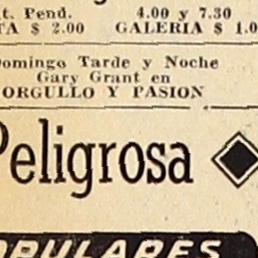 t. Pend. 4.00 y 7.30
TA $ 2.00 GALERIA $ 1.0
Domingo Tarde y Noche
Gary Grant en
ORGULLO Y PASION
Peligrosa
OPULARES